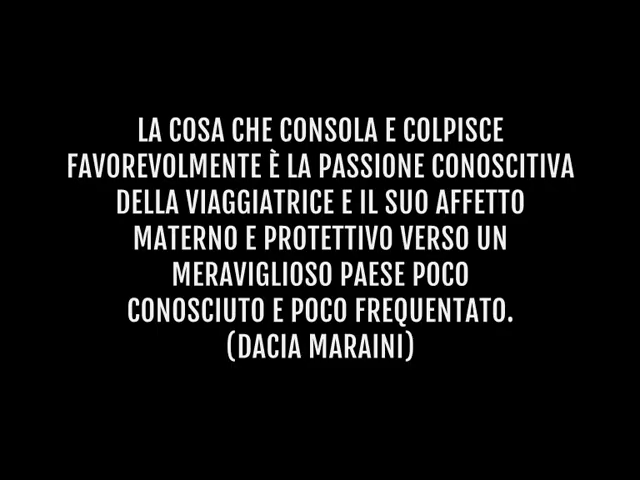 LA COSA CHE CONSOLA E COLPISCE
FAVOREVOLMENTE È LA PASSIONE CONOSCITIVA
DELLA VIAGGIATRICE E IL SUO AFFETTO
MATERNO E PROTETTIVO VERSO UN
MERAVIGLIOSO PAESE POCO
CONOSCIUTO E POCO FREQUENTATO.
(DACIA MARAINI)